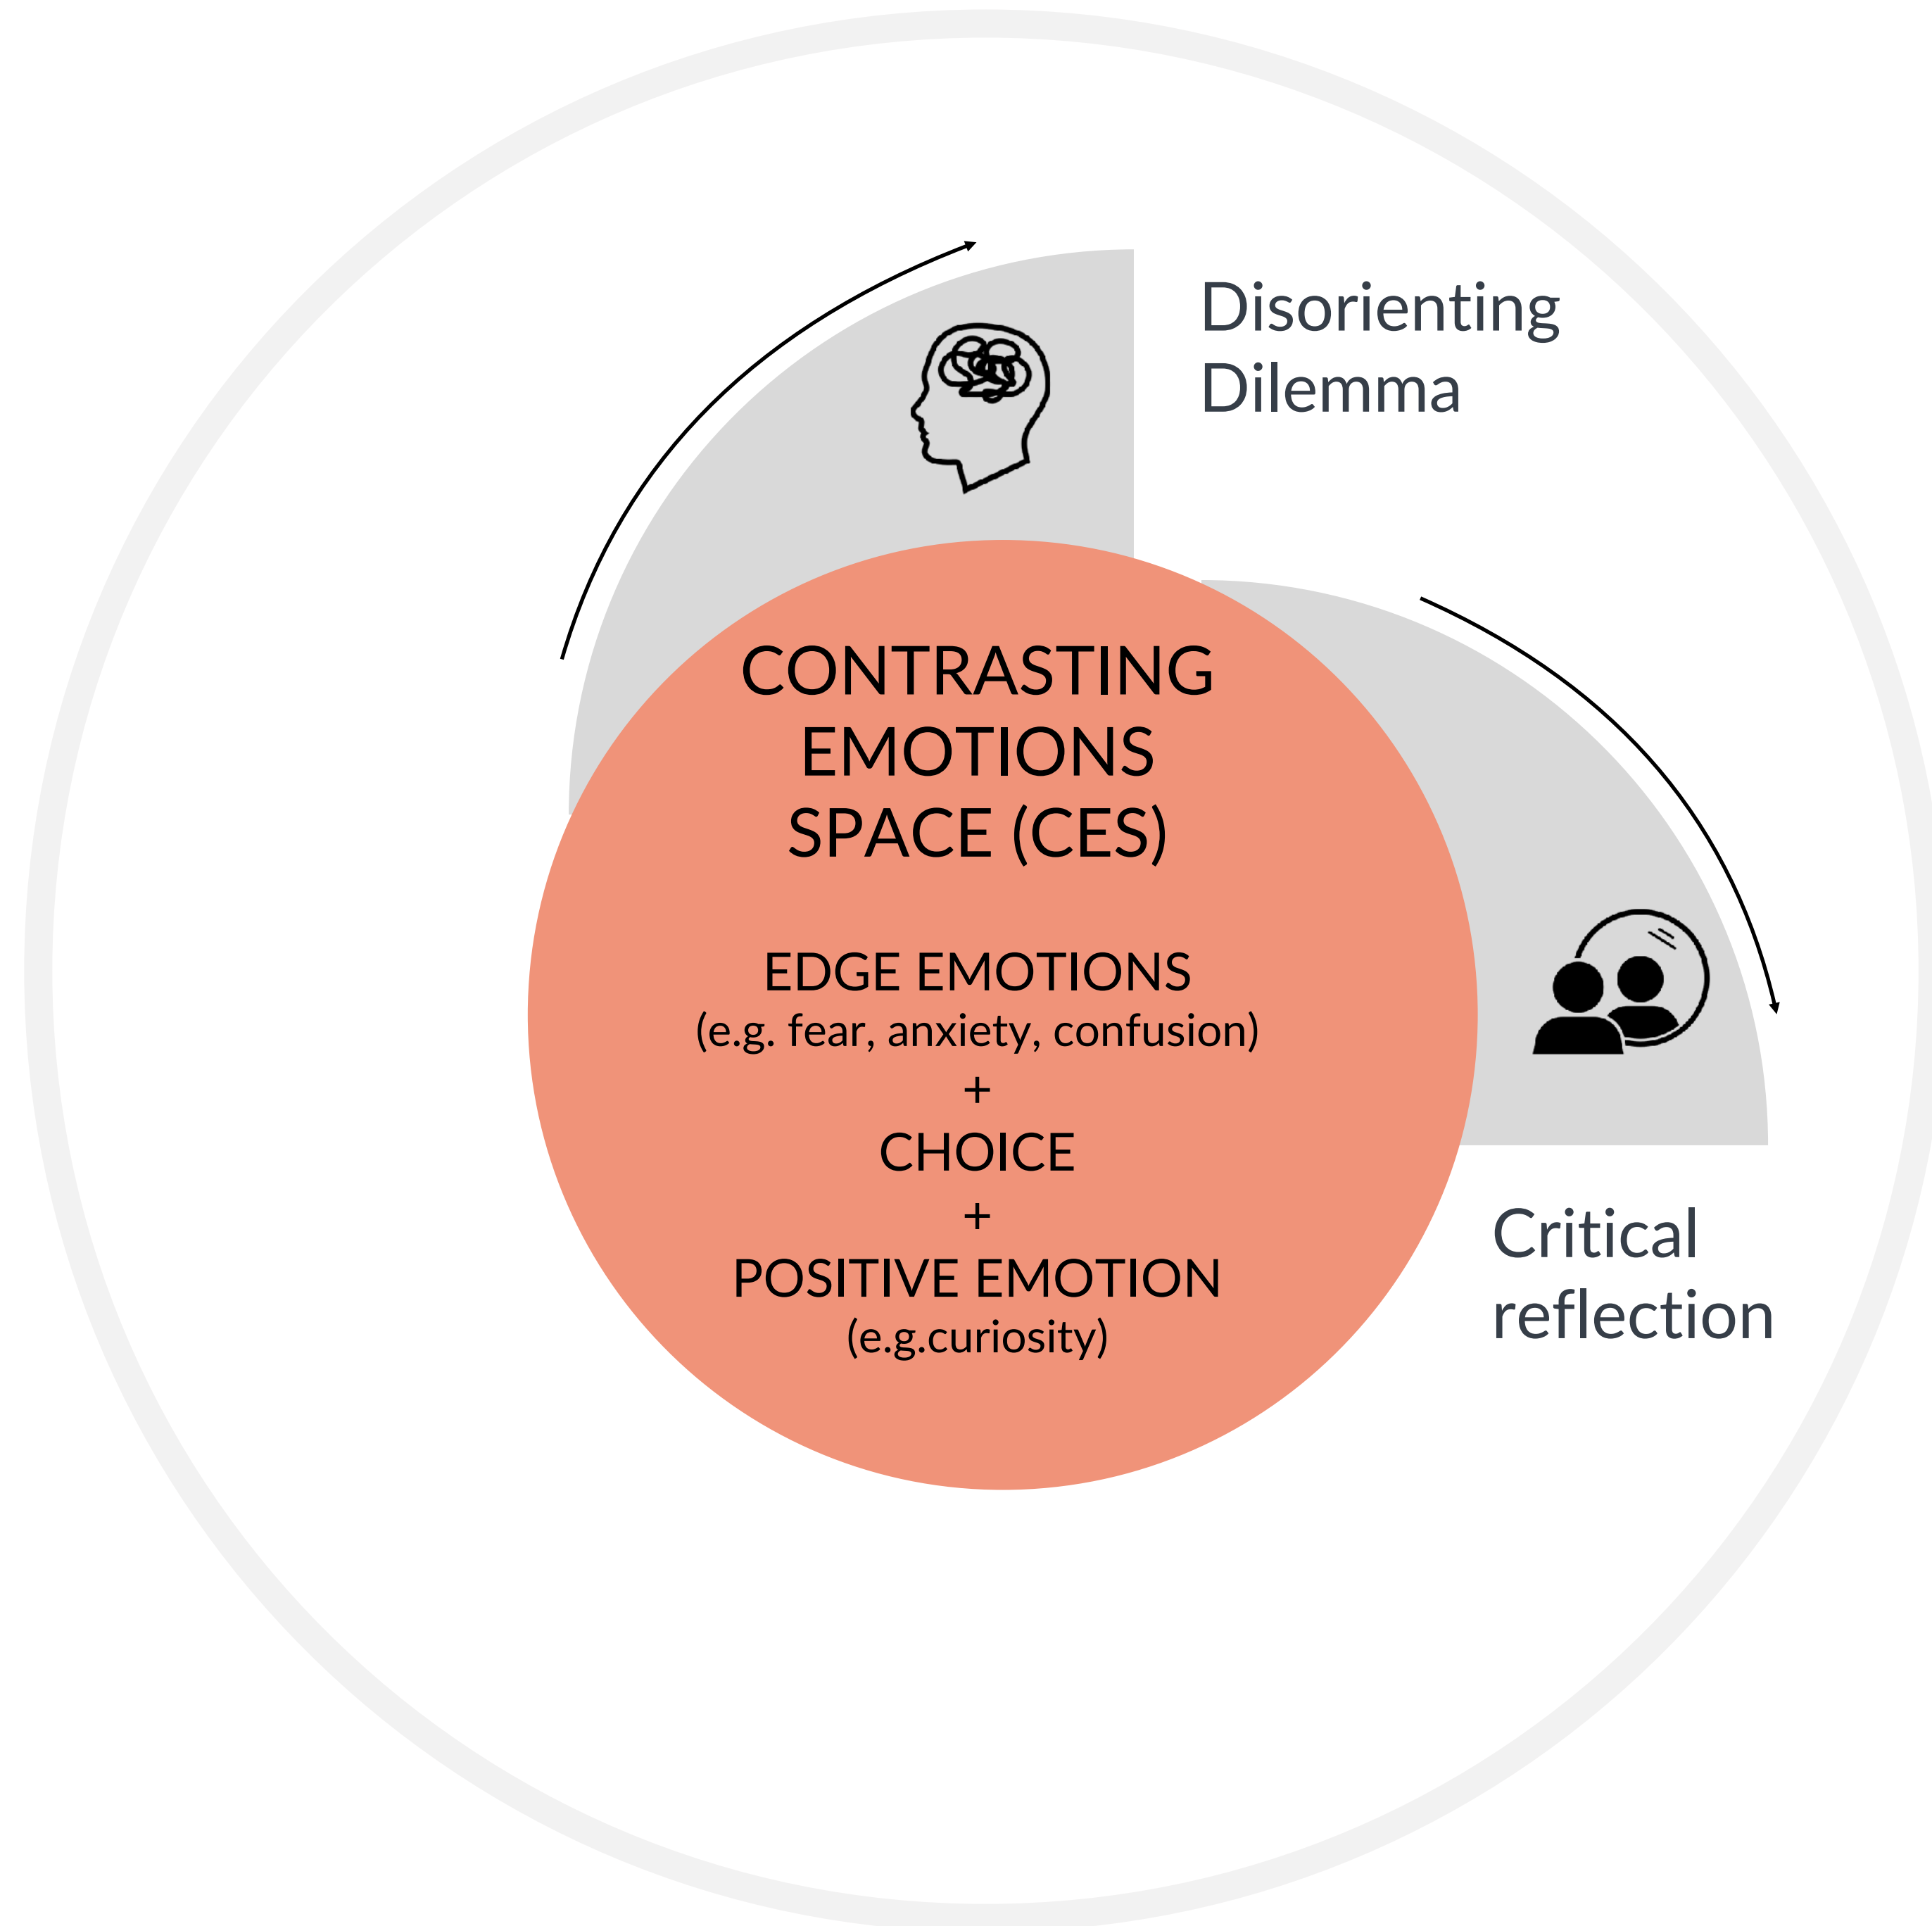 Disorienting
Dilemma
CONTRASTING
EMOTIONS
SPACE (CES)
EDGE EMOTIONS
(e.g. fear, anxiety, confusion)
+
CHOICE
+
POSITIVE EMOTION
(e.g.curiosity)
Critical
reflection